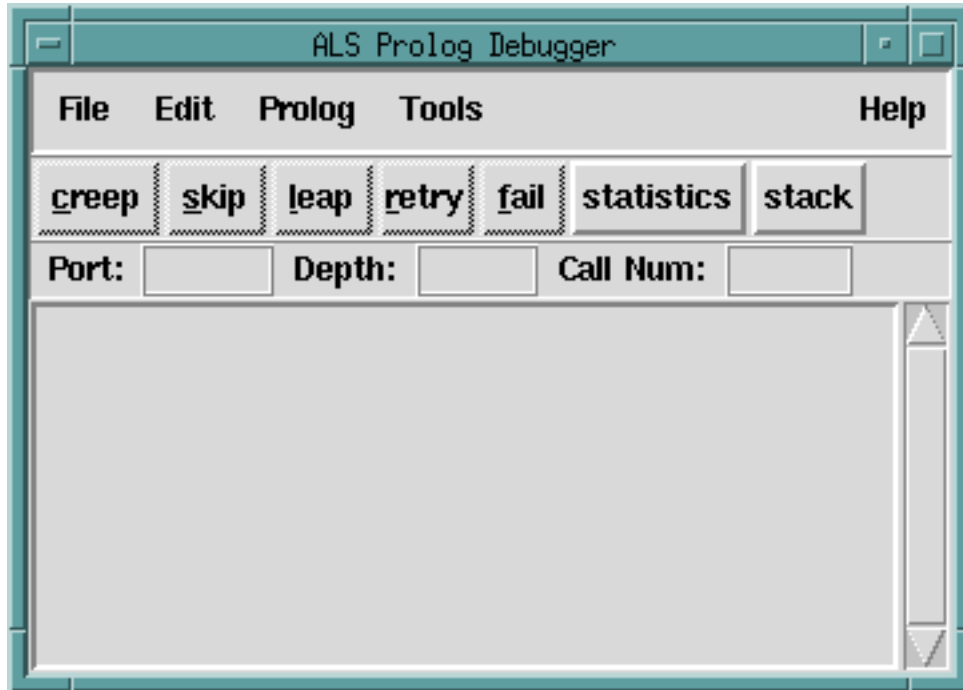 ALS Prolog Debugger
File Edit Prolog Tools Help
creep skip leap retry fail statistics stack
Port: Depth: Call Num: